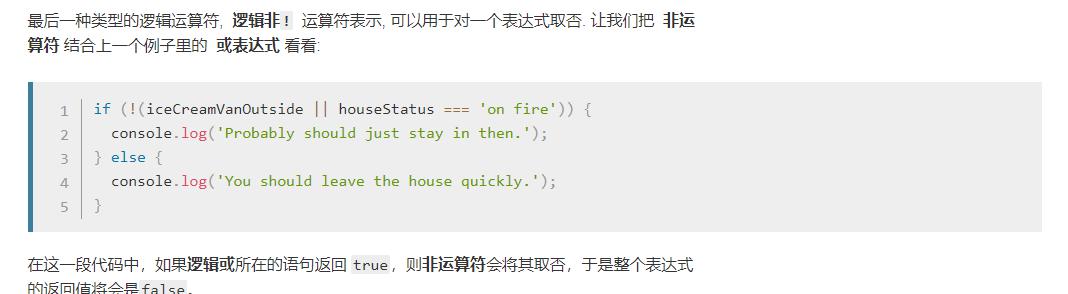 最后一种类型的逻辑运算符, 逻辑非! 运算符表示, 可以用于对一个表达式取否. 让我们把 非运
算符 结合上一个例子里的 或表达式 看看:
1 if (!(iceCreamVanOutside || houseStatus === 'on fire')) {
2   console.log('Probably should just stay in then.');
3 } else {
4   console.log('You should leave the house quickly.');
5 }
在这一段代码中，如果逻辑或所在的语句返回 true，则非运算符会将其取否，于是整个表达式
的返回值将会是false。